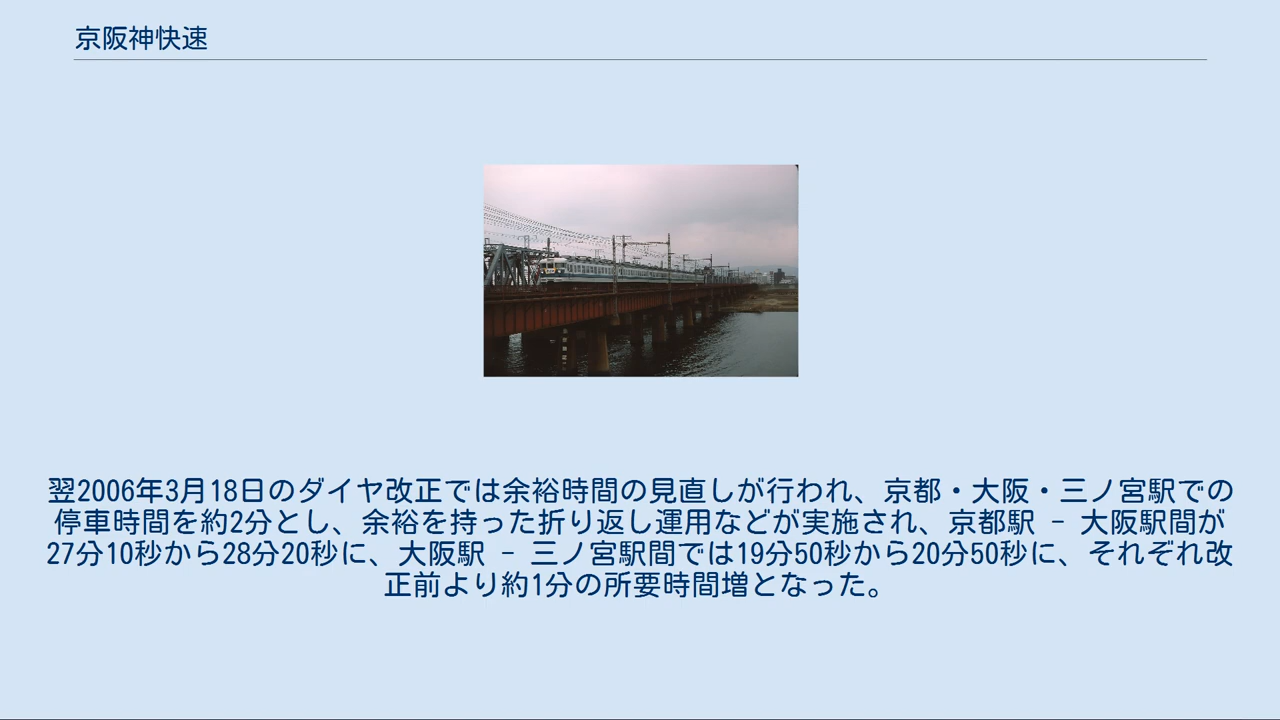 京阪神快速
翌2006年3月18日のダイヤ改正では余裕時間の見直しが行われ、京都・大阪・三ノ宮駅での
停車時間を約2分とし、余裕を持った折り返し運用などが実施され、京都駅 - 大阪駅間が
27分10秒から28分20秒に、大阪駅 - 三ノ宮駅間では19分50秒から20分50秒に、それぞれ改
正前より約1分の所要時間増となった。